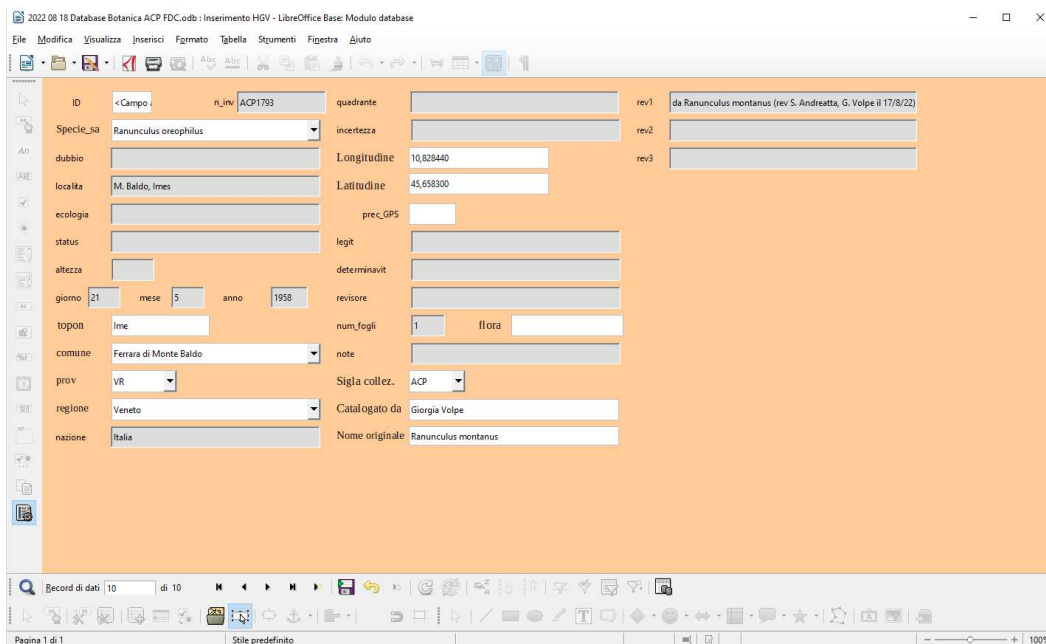 2022 08 18 Database Botanica ACP FDC.odb : Inserimento HGV - LibreOffice Base: Modulo database
File Modifica Visualizza Inserisci Formato Tabella Strumenti Finestra Aiuto
ID <Campo n_inv ACP1793 quadrante rev1 da Ranunculus montanus (rev S. Andreatta, G. Volpe il 17/8/22)
Specie_sa Ranunculus oreophilus incertezza rev2
dubbio Longitudine 10,828440 rev3
localita M. Baldo, Imes Latitudine 45,658300
ecologia prec_GPS
status legit
altezza determinavit
giorno 21 mese 5 anno 1958 revisore
topon Ime num_fogli 1 flora
comune Ferrara di Monte Baldo note
prov VR Sigla collez. ACP
regione Veneto Catalogato da Giorgia Volpe
nazione Italia Nome originale Ranunculus montanus
Record di dati 10 di 10
Pagina 1 di 1 Stile predefinito 100%